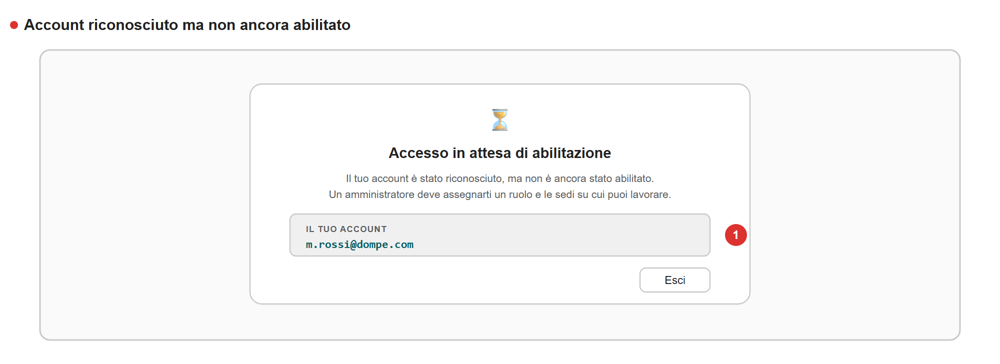 Account riconosciuto ma non ancora abilitato
Accesso in attesa di abilitazione
Il tuo account è stato riconosciuto, ma non è ancora stato abilitato.
Un amministratore deve assegnarti un ruolo e le sedi su cui puoi lavorare.
IL TUO ACCOUNT
m.rossi@dompe.com
1
Esci